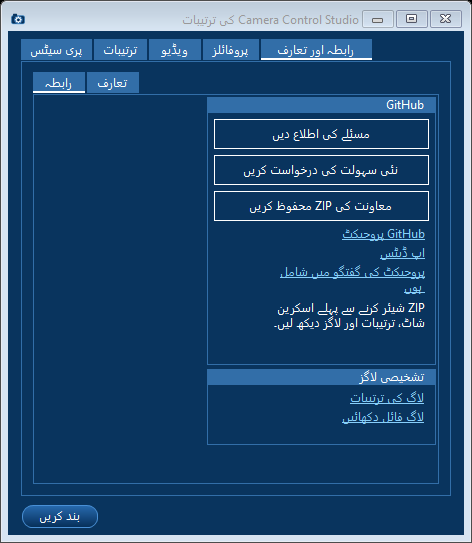 Camera Control Studio کی ترتیبات
پری سیٹس
ترتیبات
ویڈیو
پروفائلز
رابطہ اور تعارف
رابطہ
تعارف
GitHub
مسئلے کی اطلاع دیں
نئی سہولت کی درخواست کریں
معاونت کی ZIP محفوظ کریں
GitHub پروجیکٹ
اپ ڈیٹس
پروجیکٹ کی گفتگو میں شامل
ہوں
ZIP شیئر کرنے سے پہلے اسکرین
شاٹ، ترتیبات اور لاگز دیکھ لیں۔
تشخیصی لاگز
لاگ کی ترتیبات
لاگ فائل دکھائیں
بند کریں